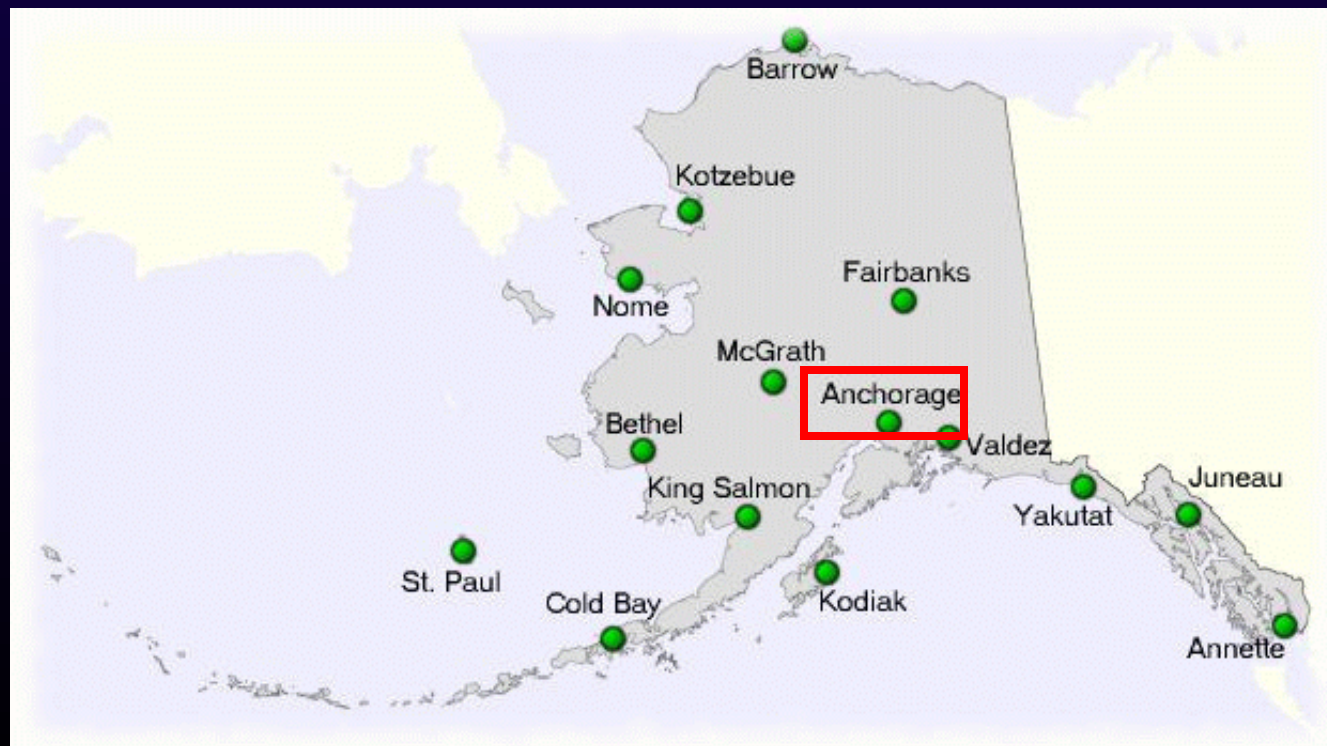 Barrow
Kotzebue
Fairbanks
Nome
McGrath
Anchorage
Bethel
Valdez
King Salmon
Juneau
Yakutat
St. Paul
Cold Bay
Kodiak
Annette